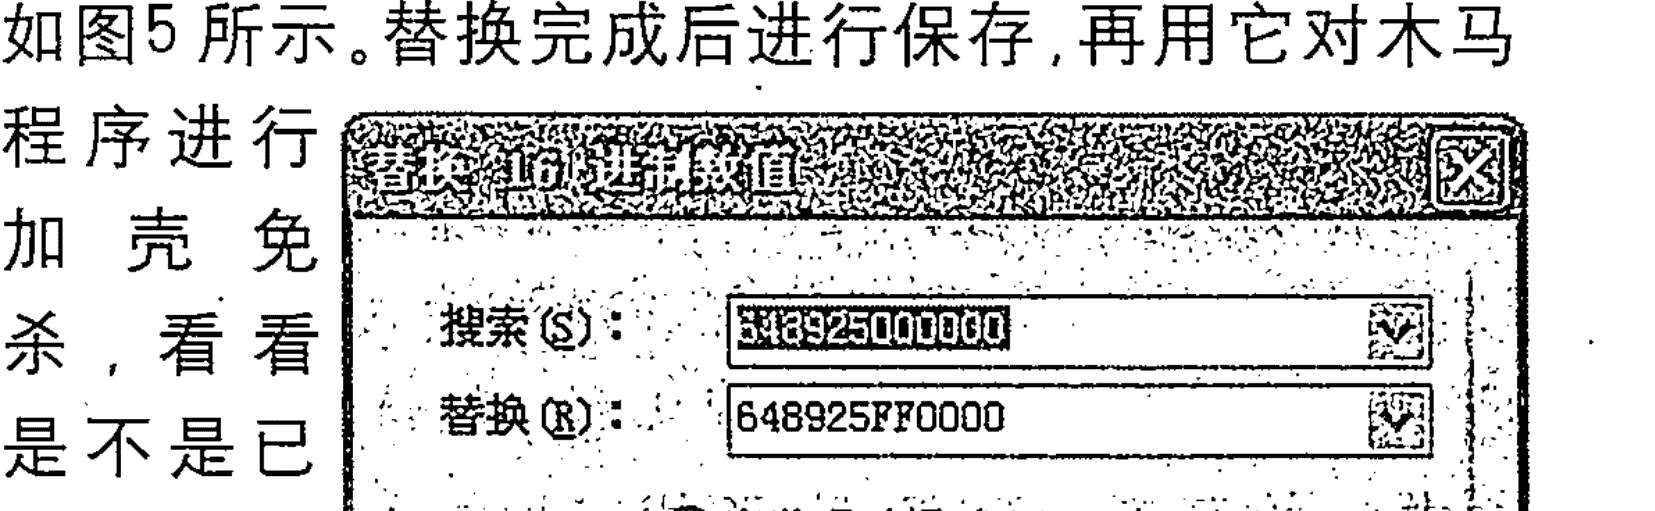 如图5所示。替换完成后进行保存,再用它对木马
程序进行
加壳免
杀,看看
是不是已
替换 16 进制数值
搜索(S): 648925000000
替换(R): 648925FF0000